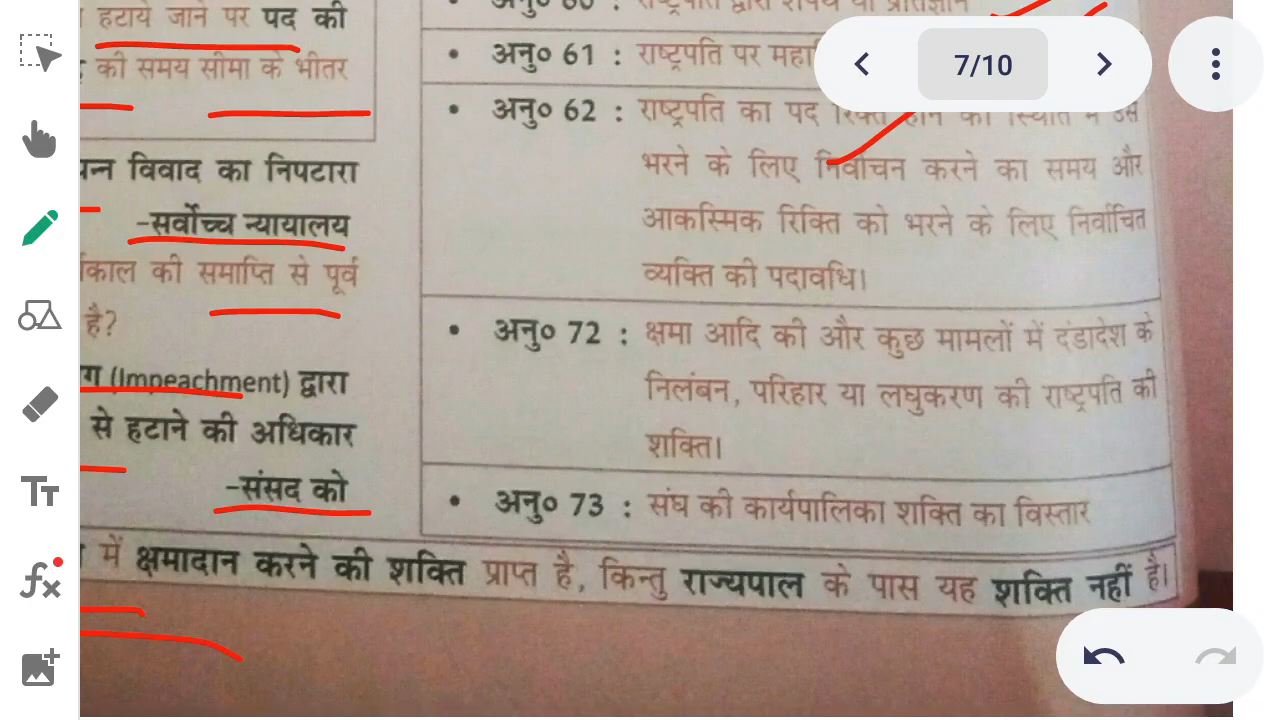 हटाये जाने पर पद की
की समय सीमा के भीतर
विवाद का निपटारा
-सर्वोच्च न्यायालय
की समाप्ति से पूर्व
है?
(Impeachment) द्वारा
से हटाने की अधिकार
-संसद को
• अनु० 61 : राष्ट्रपति पर
• अनु० 62 : राष्ट्रपति का पद रिक्त होने की स्थिति में उसे
भरने के लिए निर्वाचन करने का समय और
आकस्मिक रिक्ति को भरने के लिए निर्वाचित
व्यक्ति की पदावधि।
• अनु० 72 : क्षमा आदि की और कुछ मामलों में दंडादेश के
निलंबन, परिहार या लघुकरण की राष्ट्रपति की
शक्ति।
• अनु० 73 : संघ की कार्यपालिका शक्ति का विस्तार
में क्षमादान करने की शक्ति प्राप्त है, किन्तु राज्यपाल के पास यह शक्ति नहीं है।
7/10
Tт
fx